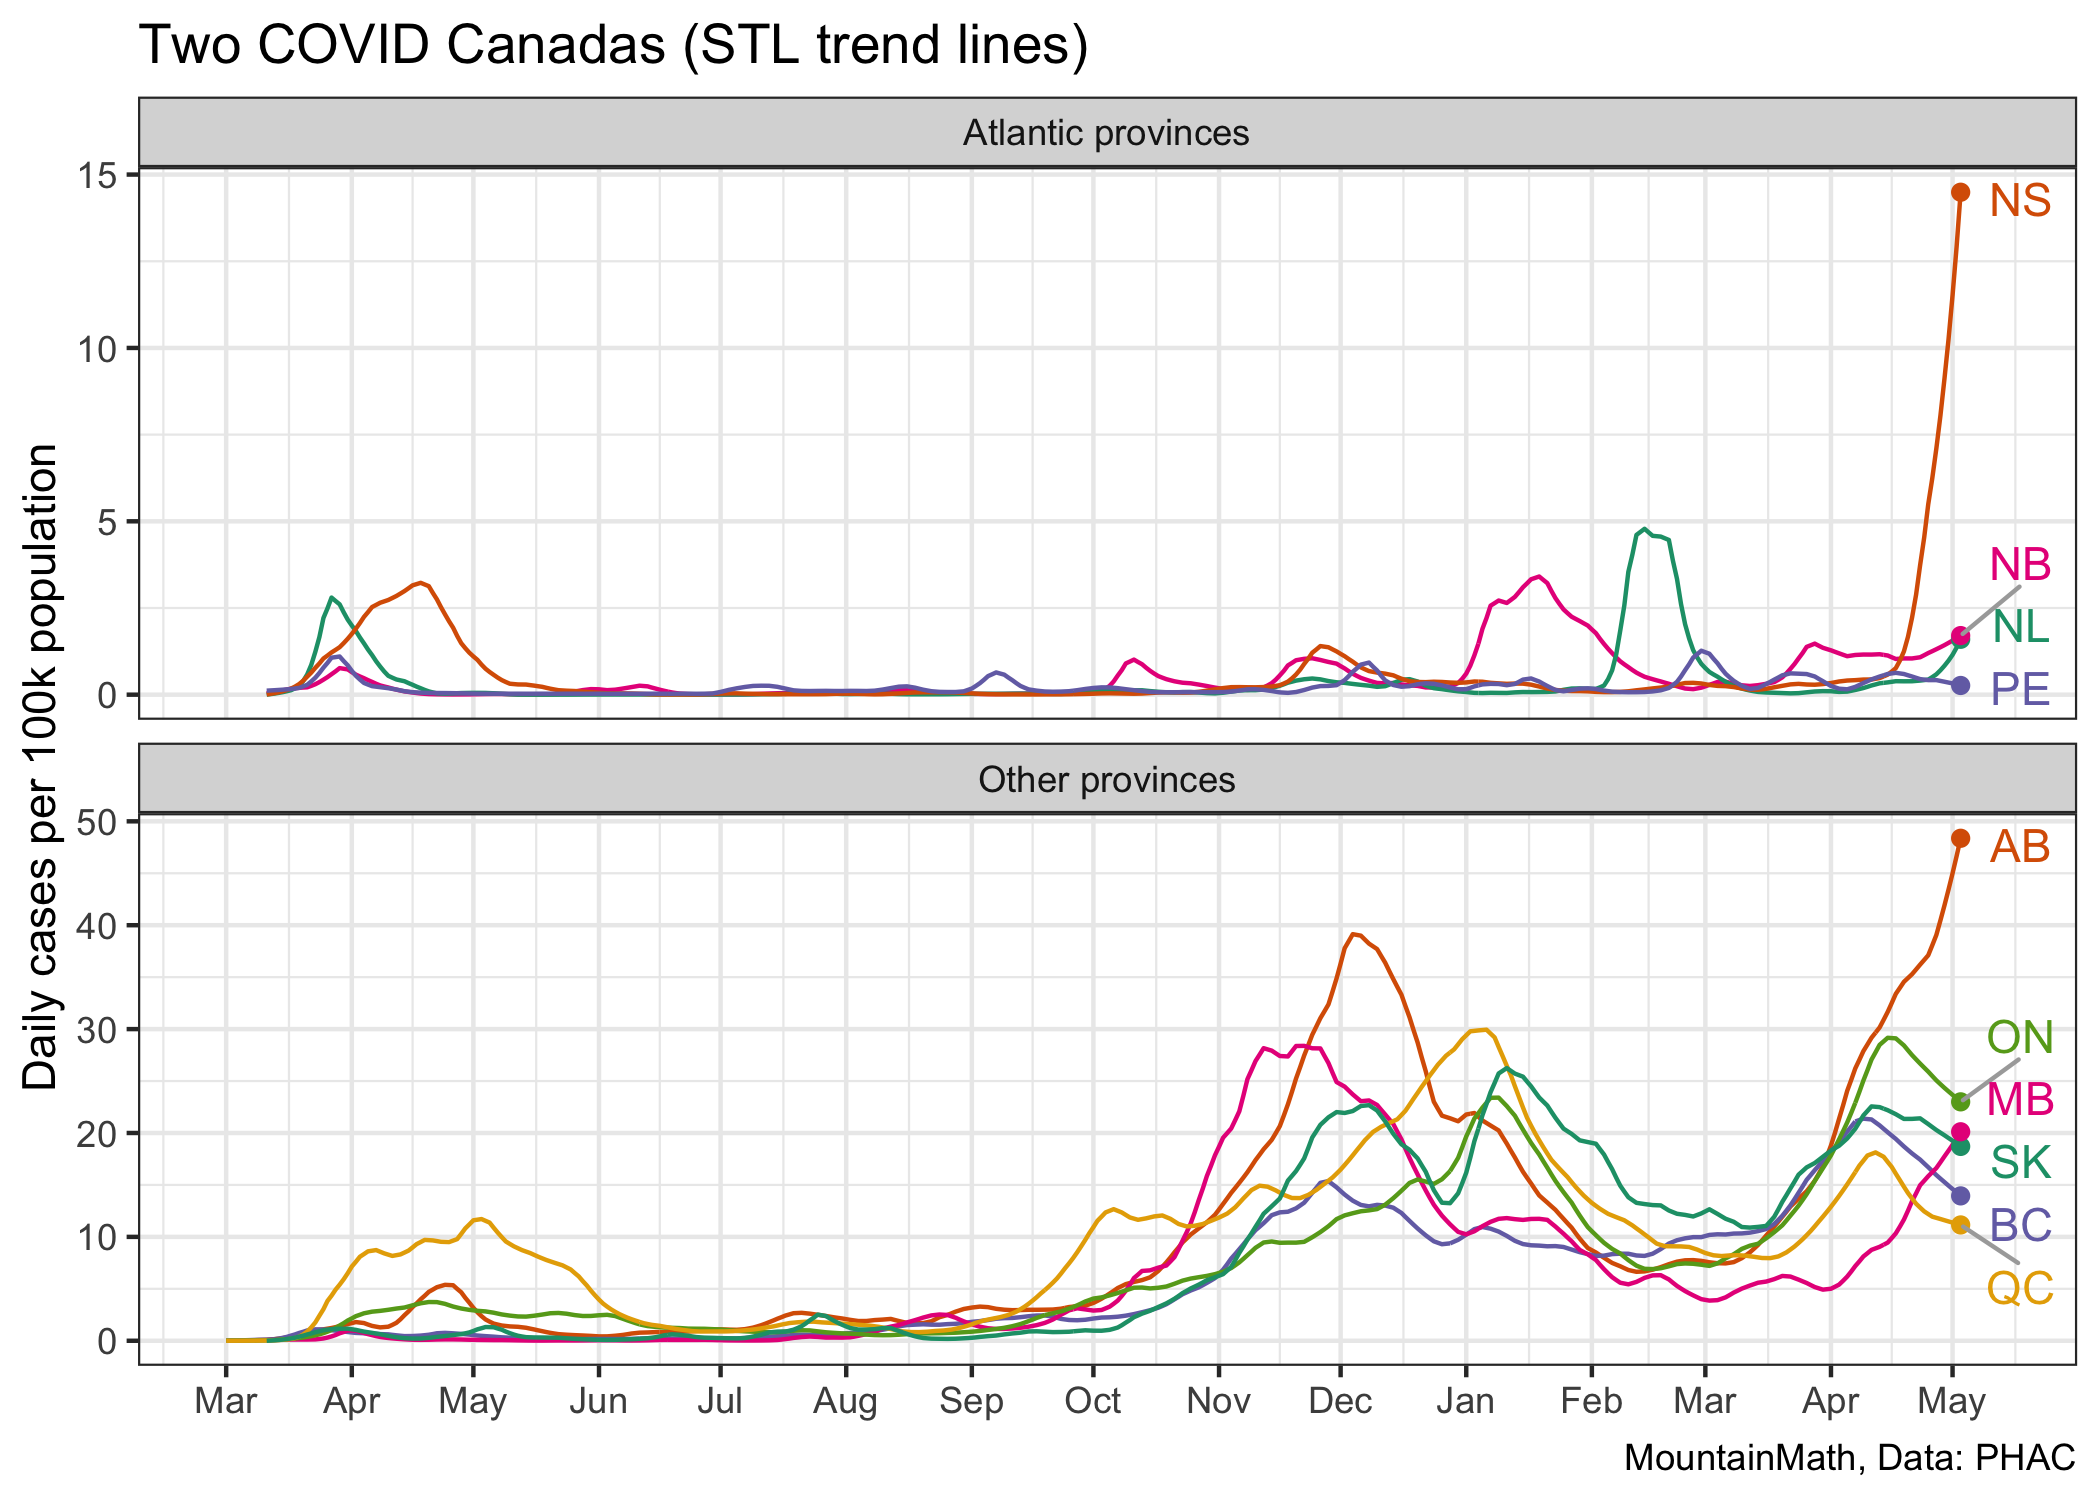 Two COVID Canadas (STL trend lines)
Daily cases per 100k population
Atlantic provinces
15
10
5
0
NS
NB
NL
PE
Other provinces
50
40
30
20
10
0
AB
ON
MB
SK
BC
QC
Mar Apr May Jun Jul Aug Sep Oct Nov Dec Jan Feb Mar Apr May
MountainMath, Data: PHAC